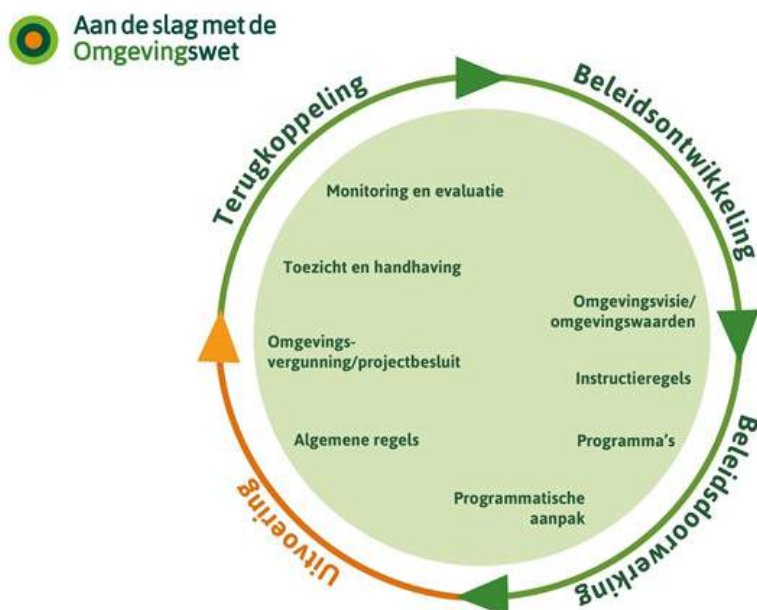 Aan de slag met de
Omgevingswet
Terugkoppeling
Beleidsontwikkeling
Monitoring en evaluatie
Toezicht en handhaving
Omgevingsvisie/
omgevingswaarden
Omgevings-
vergunning/projectbesluit
Instructieregels
Algemene regels
Programma's
Programmatische
aanpak
Uitvoering
Beleidsdoorwerking